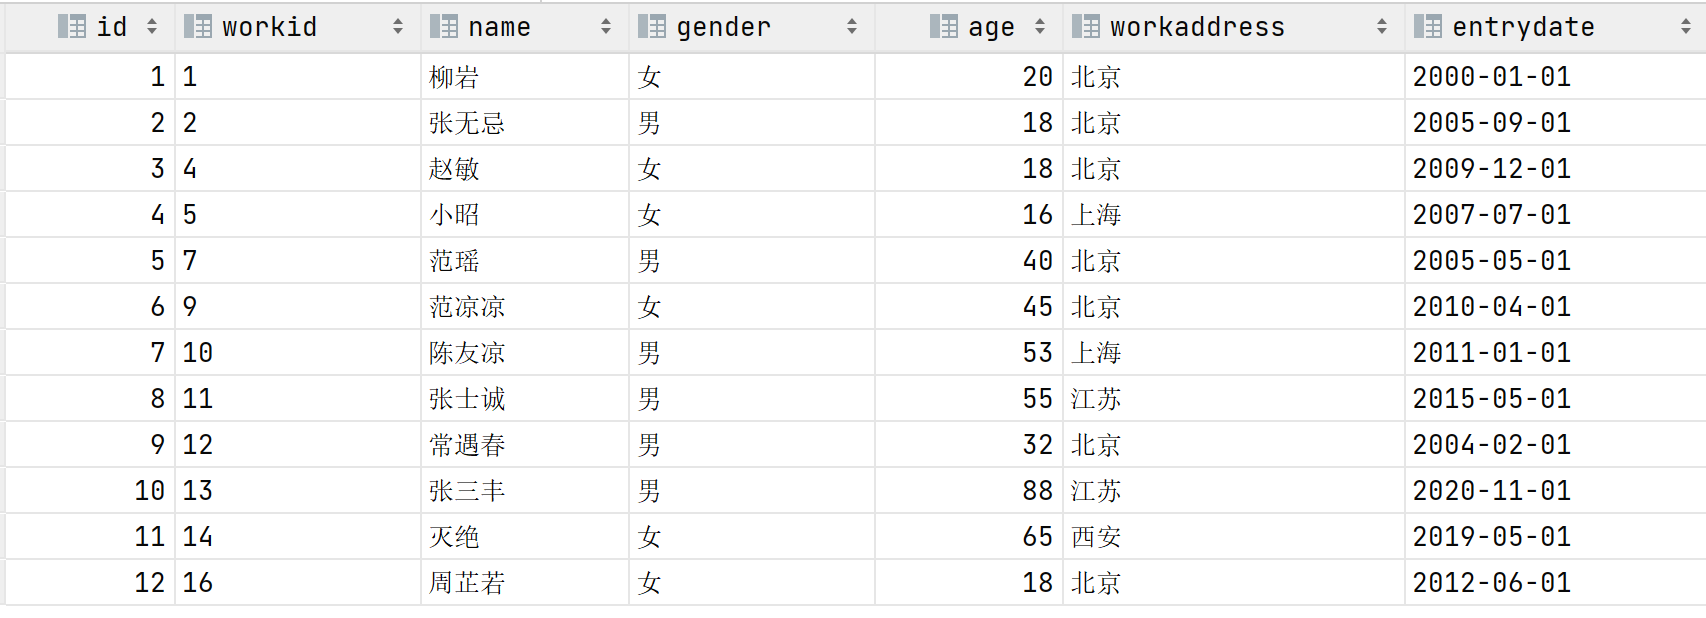 id workid name gender age workaddress entrydate
1 1 柳岩 女 20 北京 2000-01-01
2 2 张无忌 男 18 北京 2005-09-01
3 4 赵敏 女 18 北京 2009-12-01
4 5 小昭 女 16 上海 2007-07-01
5 7 范瑶 男 40 北京 2005-05-01
6 9 范凉凉 女 45 北京 2010-04-01
7 10 陈友凉 男 53 上海 2011-01-01
8 11 张士诚 男 55 江苏 2015-05-01
9 12 常遇春 男 32 北京 2004-02-01
10 13 张三丰 男 88 江苏 2020-11-01
11 14 灭绝 女 65 西安 2019-05-01
12 16 周芷若 女 18 北京 2012-06-01